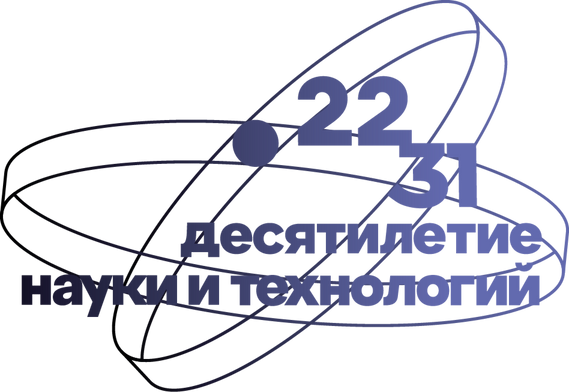 22
31
десятилетие
науки и технологий